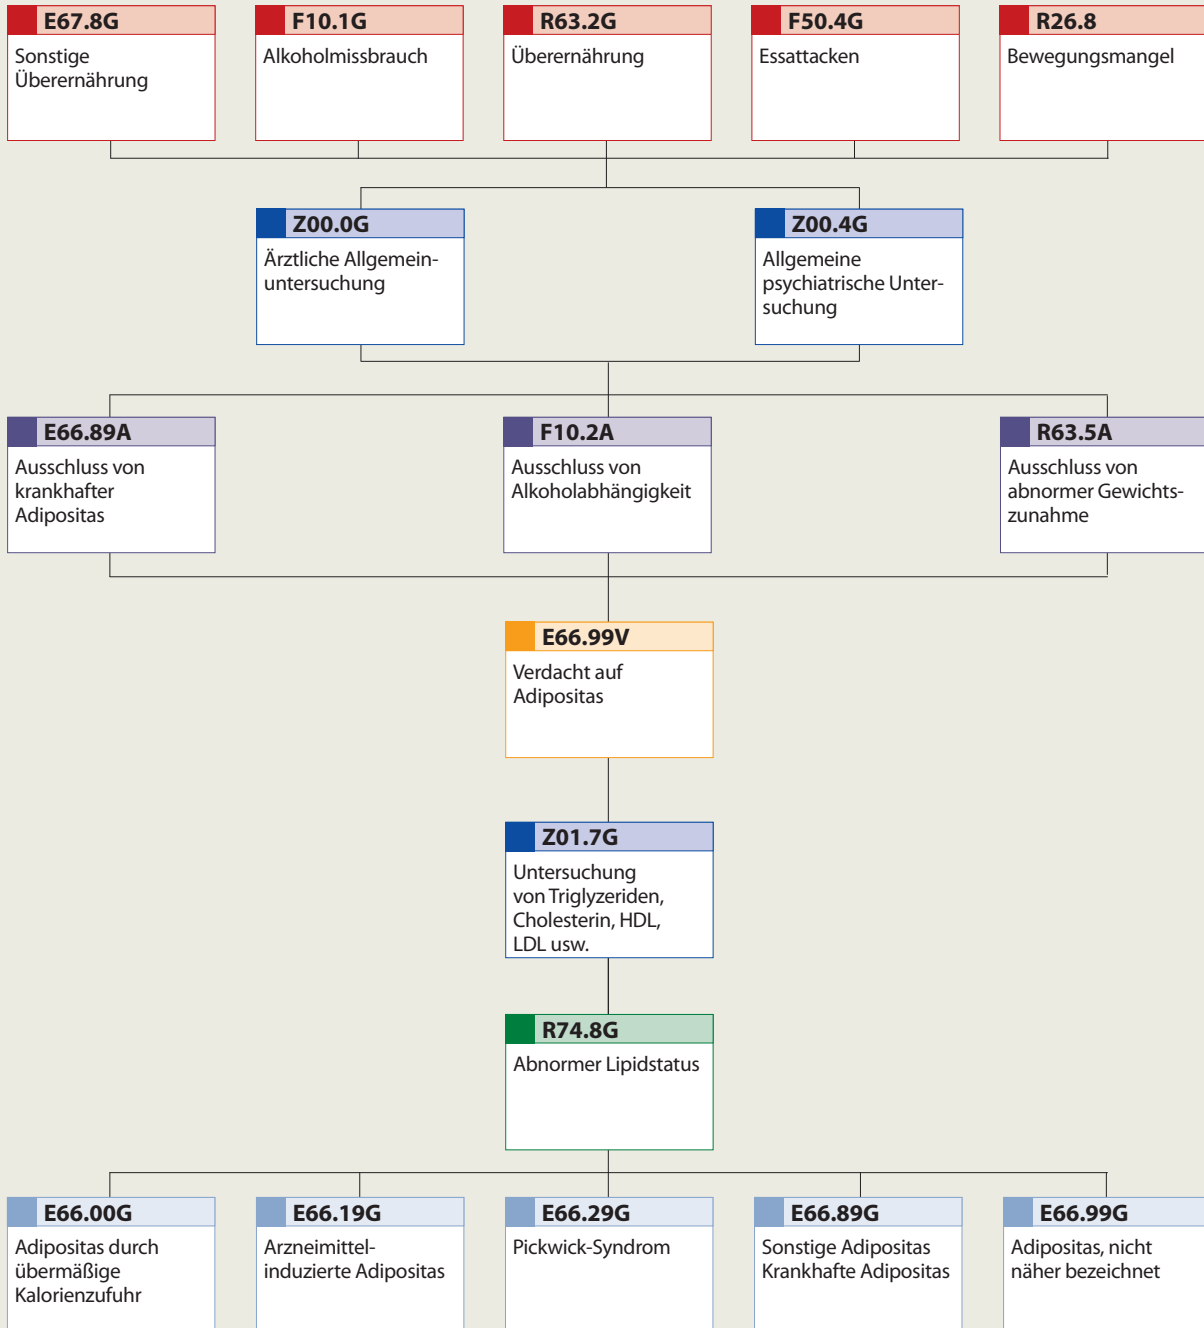 E67.8G
Sonstige
Überernährung
F10.1G
Alkoholmissbrauch
R63.2G
Überernährung
F50.4G
Essattacken
R26.8
Bewegungsmangel
Z00.0G
Ärztliche Allgemein-
untersuchung
Z00.4G
Allgemeine
psychiatrische Unter-
suchung
E66.89A
Ausschluss von
krankhafter
Adipositas
F10.2A
Ausschluss von
Alkoholabhängigkeit
R63.5A
Ausschluss von
abnormer Gewichts-
zunahme
E66.99V
Verdacht auf
Adipositas
Z01.7G
Untersuchung
von Triglyzeriden,
Cholesterin, HDL,
LDL usw.
R74.8G
Abnormer Lipidstatus
E66.00G
Adipositas durch
übermäßige
Kalorienzufuhr
E66.19G
Arzneimittel-
induzierte Adipositas
E66.29G
Pickwick-Syndrom
E66.89G
Sonstige Adipositas
Krankhafte Adipositas
E66.99G
Adipositas, nicht
näher bezeichnet